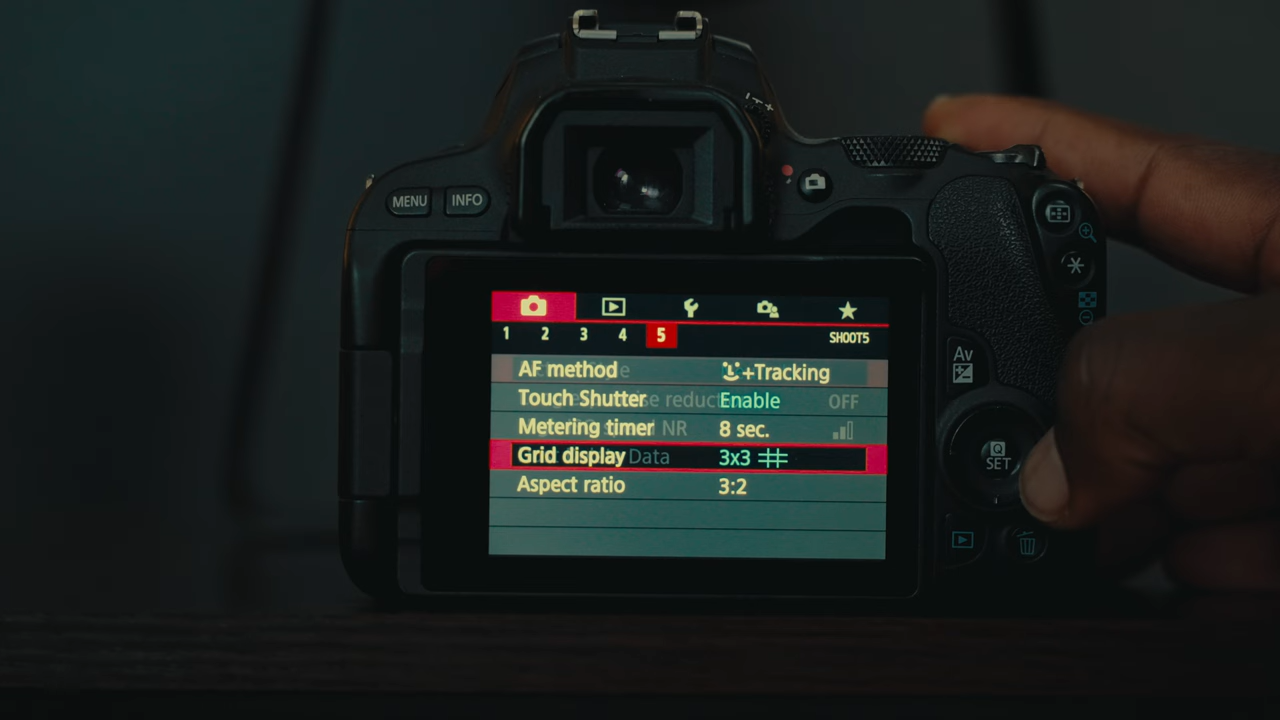 MENU INFO
1 2 3 4 5 SHOOT5
AF method +Tracking
Touch Shutter Enable
Metering timer 8 sec.
Grid display 3x3
Aspect ratio 3:2
reduct OFF
NR
Data
Av
Q
SET